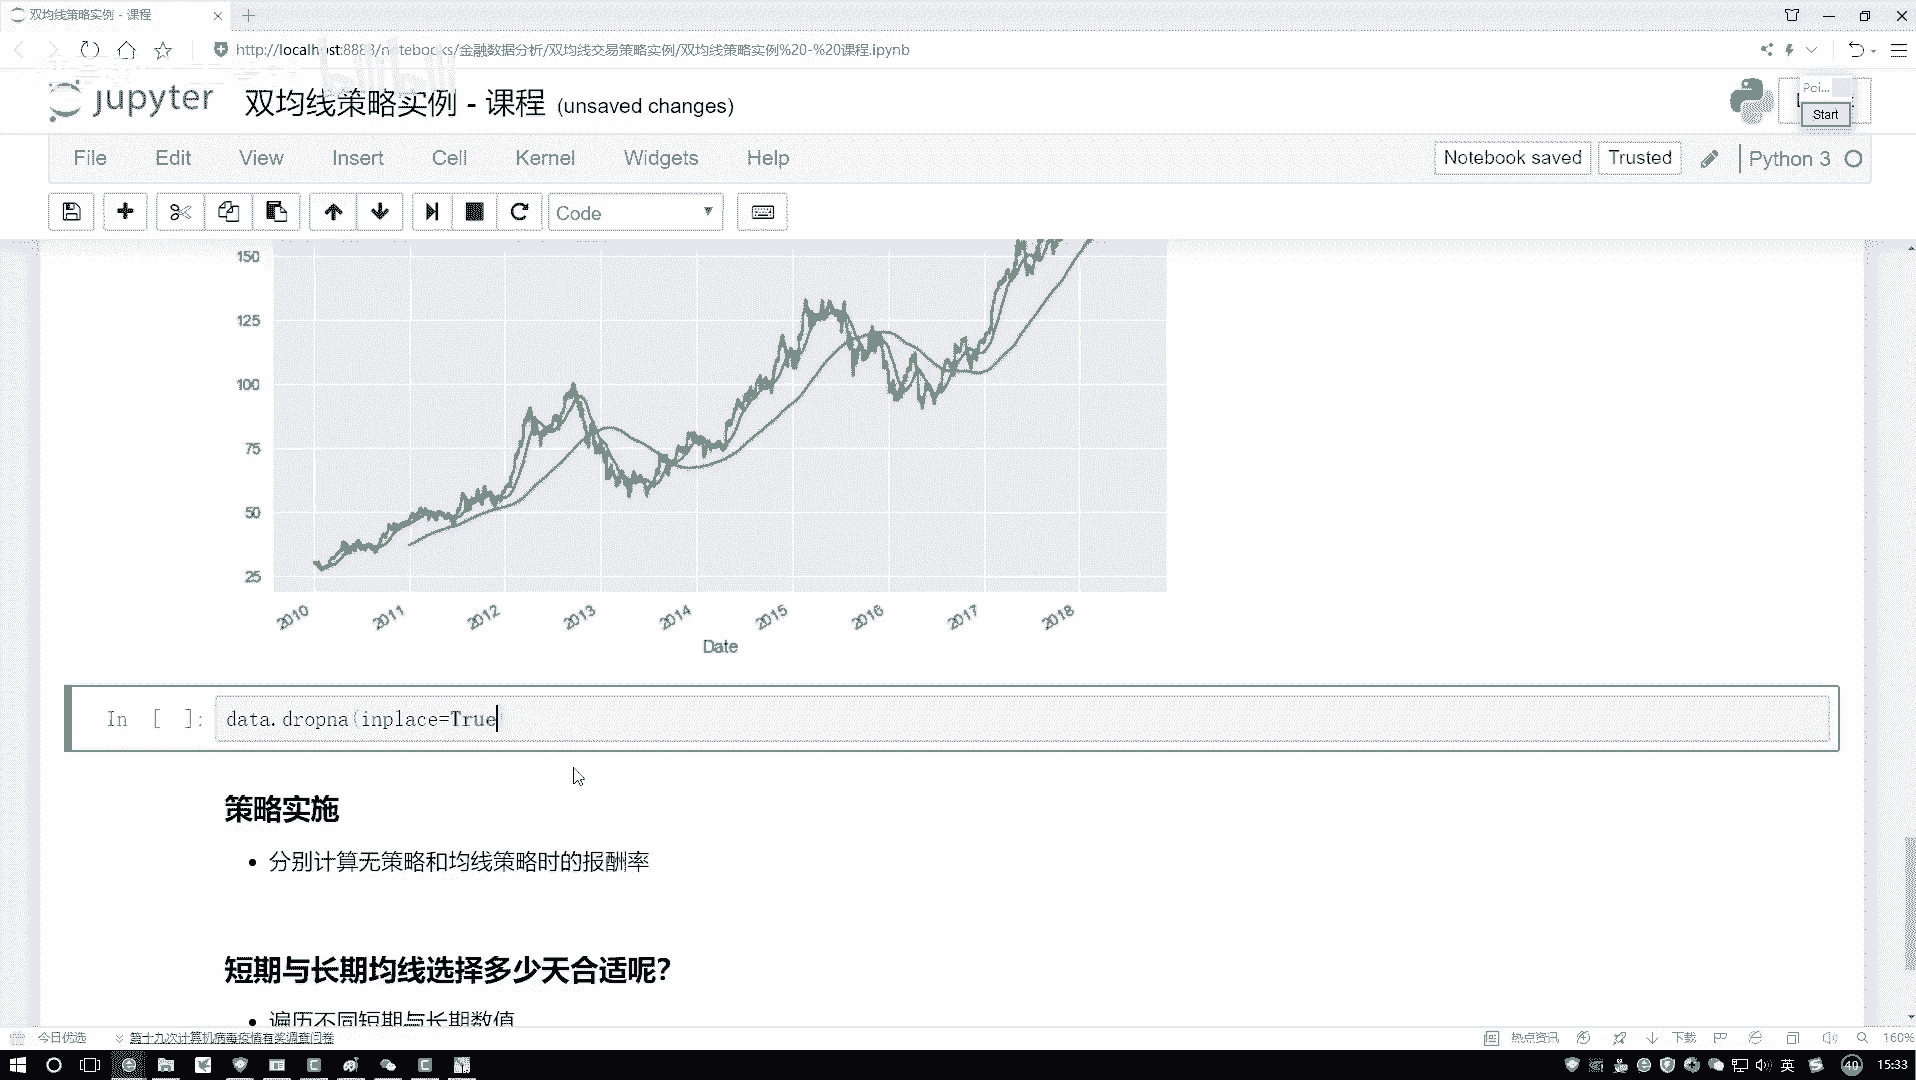 双均线策略实例 - 课程
http://localhost:8888/notebooks/金融数据分析/双均线交易策略实例/双均线策略实例%20-%20课程.ipynb
bilibili
jupyter 双均线策略实例 - 课程 (unsaved changes)
Poi...
Start
File Edit View Insert Cell Kernel Widgets Help
Notebook saved Trusted Python 3
Code
150
125
100
75
50
25
2010 2011 2012 2013 2014 2015 2016 2017 2018
Date
In [ ]: data.dropna(inplace=True
策略实施
分别计算无策略和均线策略时的报酬率
短期与长期均线选择多少天合适呢?
遍历不同短期与长期数值
今日优选 第十九次计算机病毒疫情有奖调查问卷 热点资讯 下载 160%
英 40 15:33